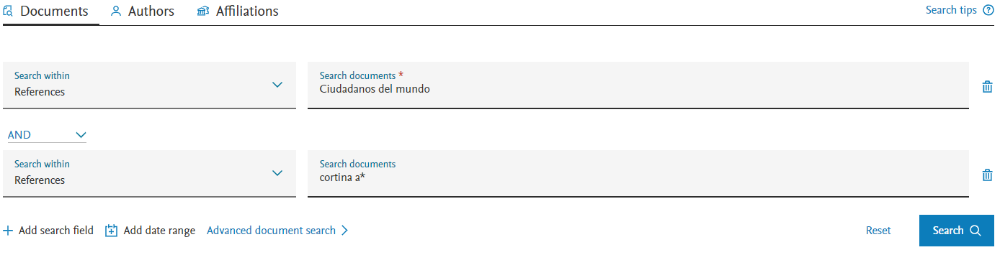 Documents Authors Affiliations Search tips
Search within
References
Search documents *
Ciudadanos del mundo
AND
Search within
References
Search documents
cortina a*
Add search field Add date range Advanced document search Reset Search